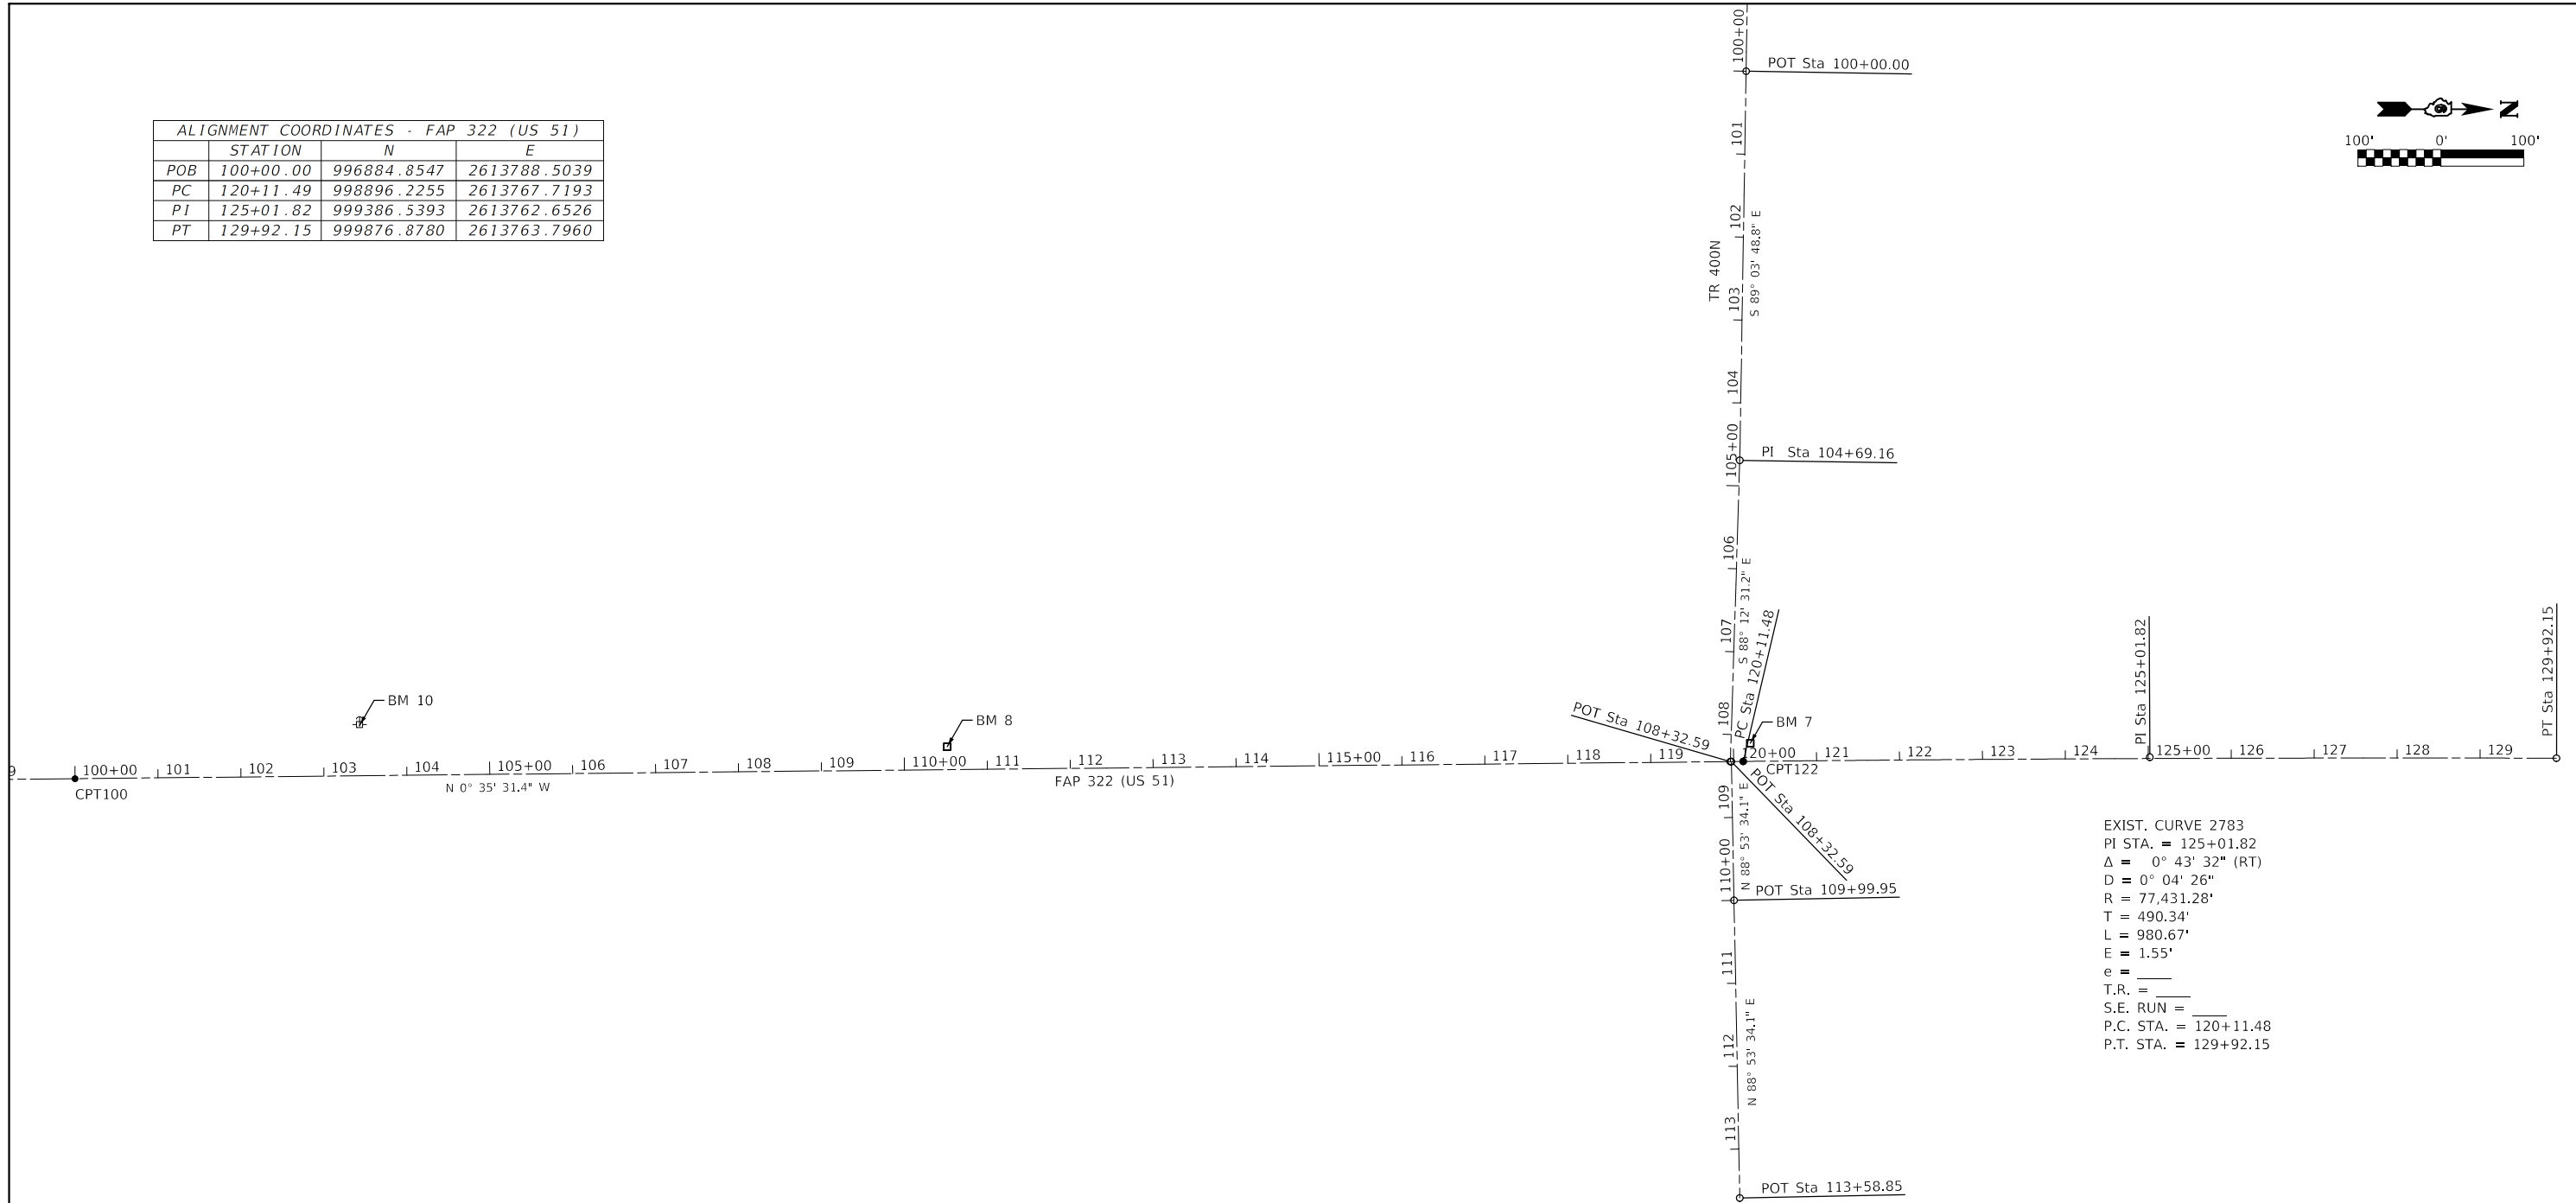 ALIGNMENT COORDINATES - FAP 322 (US 51)
STATION N E
POB 100+00.00 996884.8547 2613788.5039
PC 120+11.49 998896.2255 2613767.7193
PI 125+01.82 999386.5393 2613762.6526
PT 129+92.15 999876.8780 2613763.7960
N
100' 0' 100'
100+00
POT Sta 100+00.00
101
102
S 89° 03' 48.8" E
TR 400N
103
104
105+00
PI Sta 104+69.16
106
S 88° 12' 31.2" E
107
108
PC Sta 120+11.48
POT Sta 108+32.59
BM 7
BM 10
BM 8
PI Sta 125+01.82
PT Sta 129+92.15
9 100+00 101 102 103 104 105+00 106 107 108 109 110+00 111 112 113 114 115+00 116 117 118 119 120+00 121 122 123 124 125+00 126 127 128 129
CPT100
N 0° 35' 31.4" W
FAP 322 (US 51)
CPT122
POT Sta 108+32.59
109
N 88° 53' 34.1" E
110+00
POT Sta 109+99.95
111
N 88° 53' 34.1" E
112
113
POT Sta 113+58.85
EXIST. CURVE 2783
PI STA. = 125+01.82
Δ = 0° 43' 32" (RT)
D = 0° 04' 26"
R = 77,431.28'
T = 490.34'
L = 980.67'
E = 1.55'
e = ____
T.R. = ____
S.E. RUN = ____
P.C. STA. = 120+11.48
P.T. STA. = 129+92.15